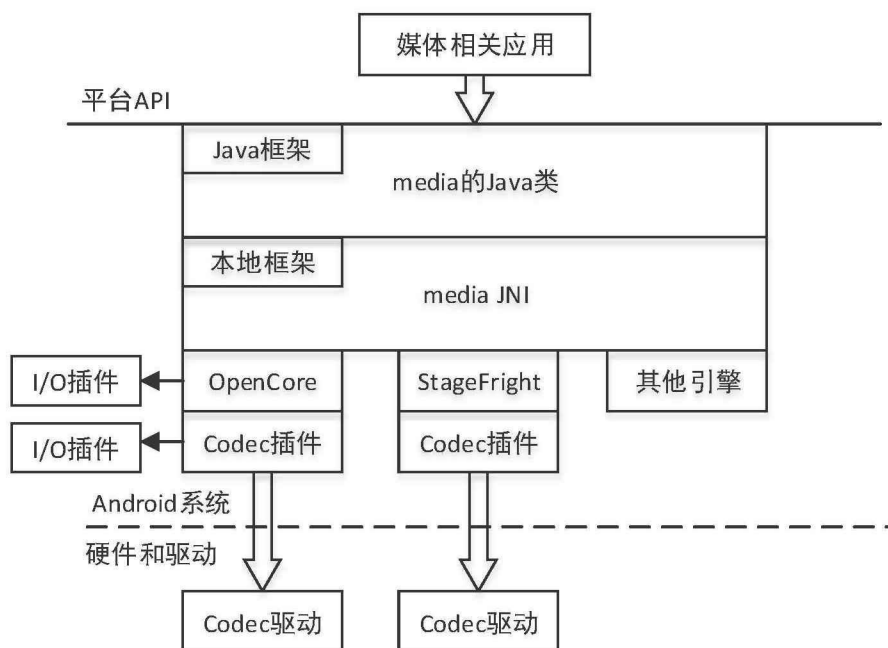 媒体相关应用
平台API
Java框架
media的Java类
本地框架
media JNI
I/O插件
OpenCore
StageFright
其他引擎
I/O插件
Codec插件
Codec插件
Android系统
硬件和驱动
Codec驱动
Codec驱动